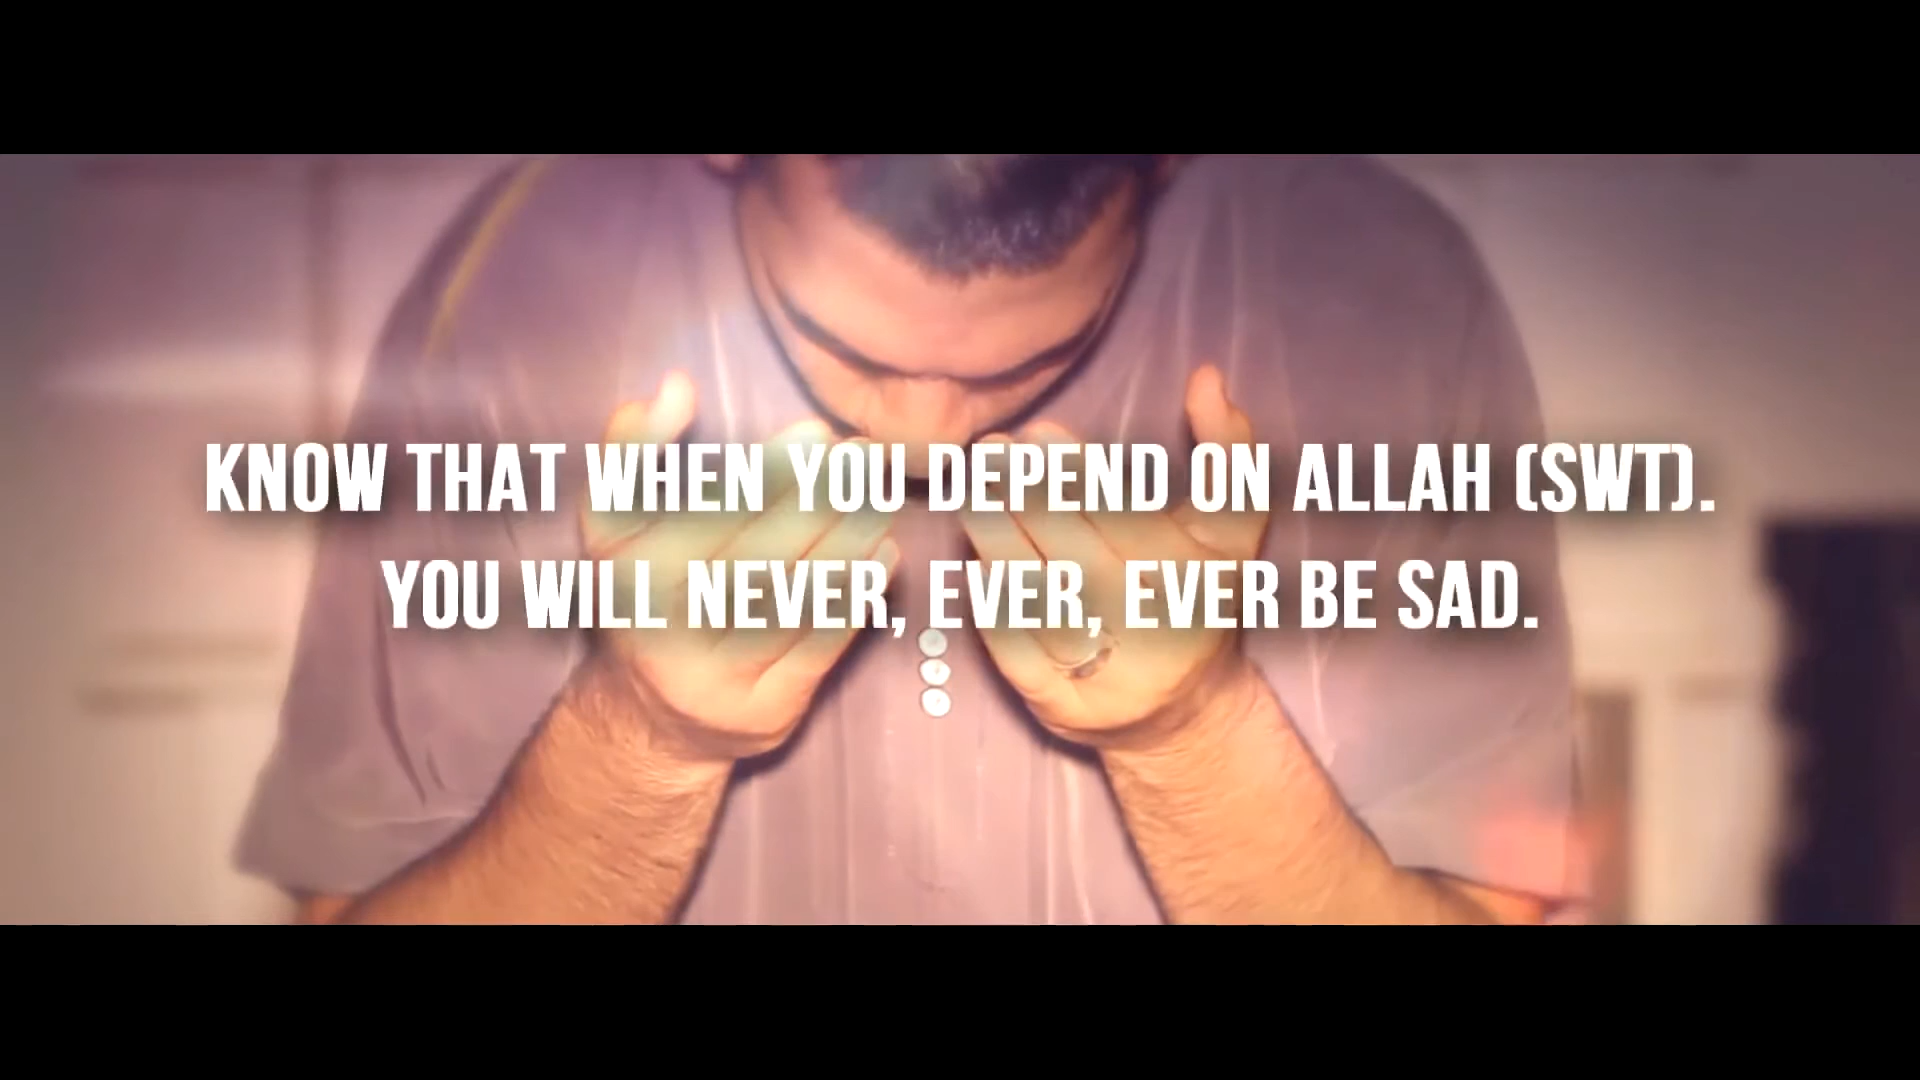 KNOW THAT WHEN YOU DEPEND ON ALLAH (SWT).
YOU WILL NEVER, EVER, EVER BE SAD.